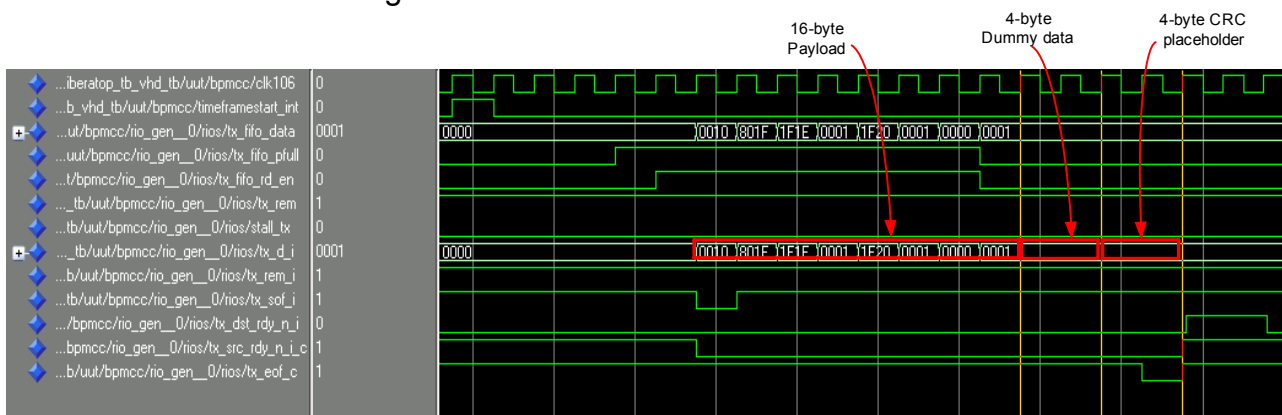 16-byte
Payload
4-byte
Dummy data
4-byte CRC
placeholder
...iberatop_tb_vhd_tb/uut/bpmcc/clk106 0
...b_vhd_tb/uut/bpmcc/timeframestart_int 0
...ut/bpmcc/rio_gen__0/rios/tx_fifo_data 0001 0000 0010 801F 1F1E 0001 1F20 0001 0000 0001
...uut/bpmcc/rio_gen__0/rios/tx_fifo_pfull 0
...t/bpmcc/rio_gen__0/rios/tx_fifo_rd_en 0
..._tb/uut/bpmcc/rio_gen__0/rios/tx_rem 1
...tb/uut/bpmcc/rio_gen__0/rios/stall_tx 0
..._tb/uut/bpmcc/rio_gen__0/rios/tx_d_i 0001 0000 0010 801F 1F1E 0001 1F20 0001 0000 0001
...b/uut/bpmcc/rio_gen__0/rios/tx_rem_i 1
...tb/uut/bpmcc/rio_gen__0/rios/tx_sof_i 1
.../bpmcc/rio_gen__0/rios/tx_dst_rdy_n_i 0
...bpmcc/rio_gen__0/rios/tx_src_rdy_n_i_c 1
...b/uut/bpmcc/rio_gen__0/rios/tx_eof_c 1